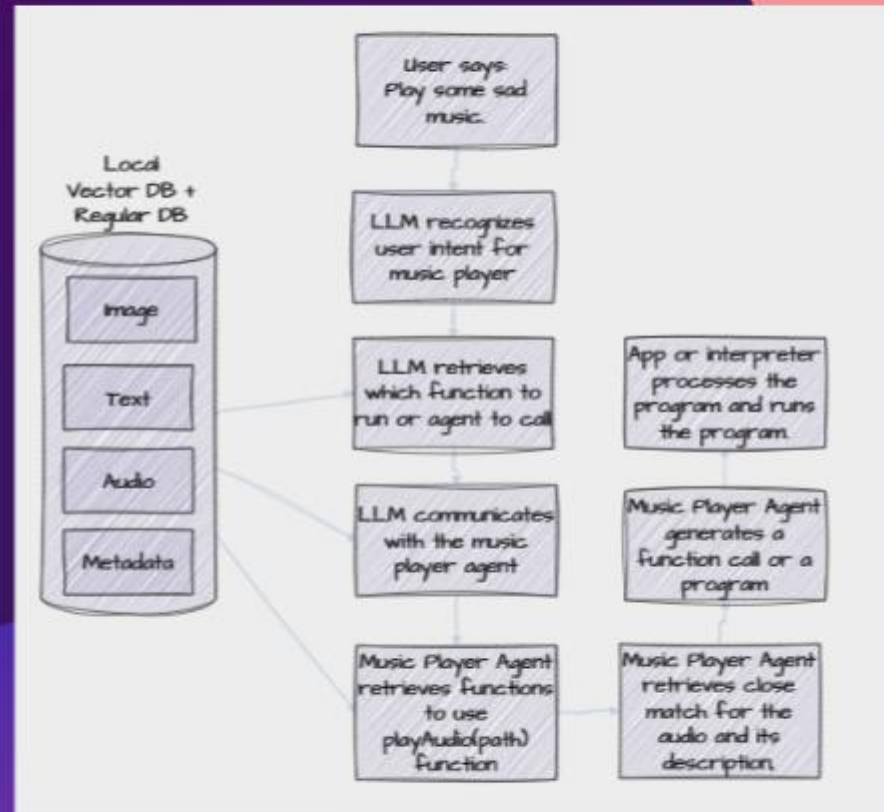 User says:
Play some sad
music.
Local
Vector DB +
Regular DB
Image
Text
Audio
Metadata
LLM recognizes
user intent for
music player
LLM retrieves
which function to
run or agent to call
LLM communicates
with the music
player agent
Music Player Agent
retrieves functions
to use
playAudio(path)
function
Music Player Agent
retrieves close
match for the
audio and its
description.
Music Player Agent
generates a
function call or a
program
App or interpreter
processes the
program and runs
the program.